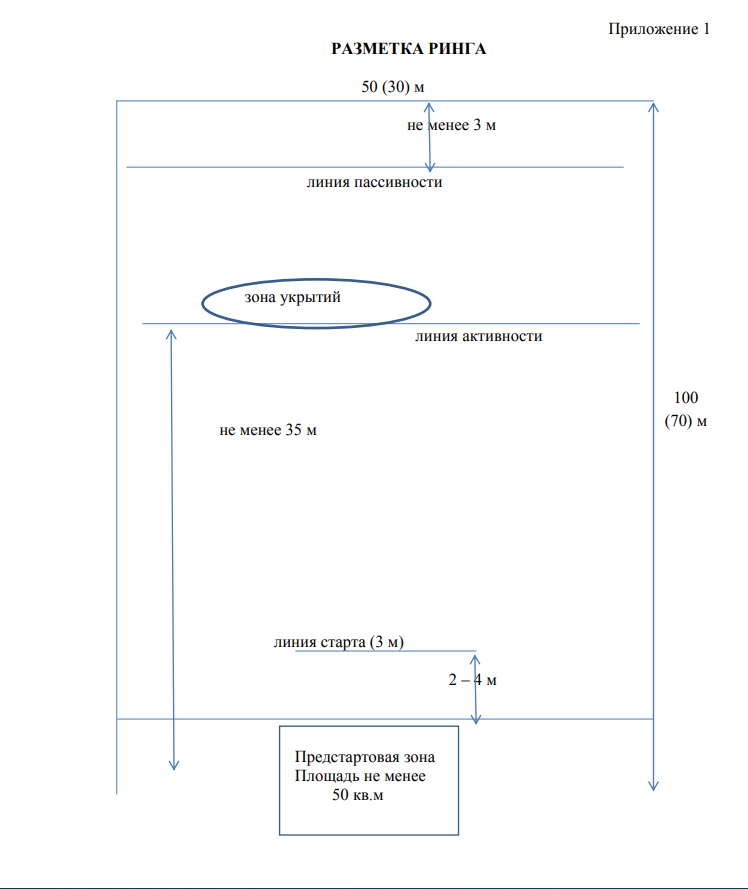 Приложение 1
РАЗМЕТКА РИНГА
50 (30) м
не менее 3 м
линия пассивности
зона укрытий
линия активности
100
(70) м
не менее 35 м
линия старта (3 м)
2 – 4 м
Предстартовая зона
Площадь не менее
50 кв.м